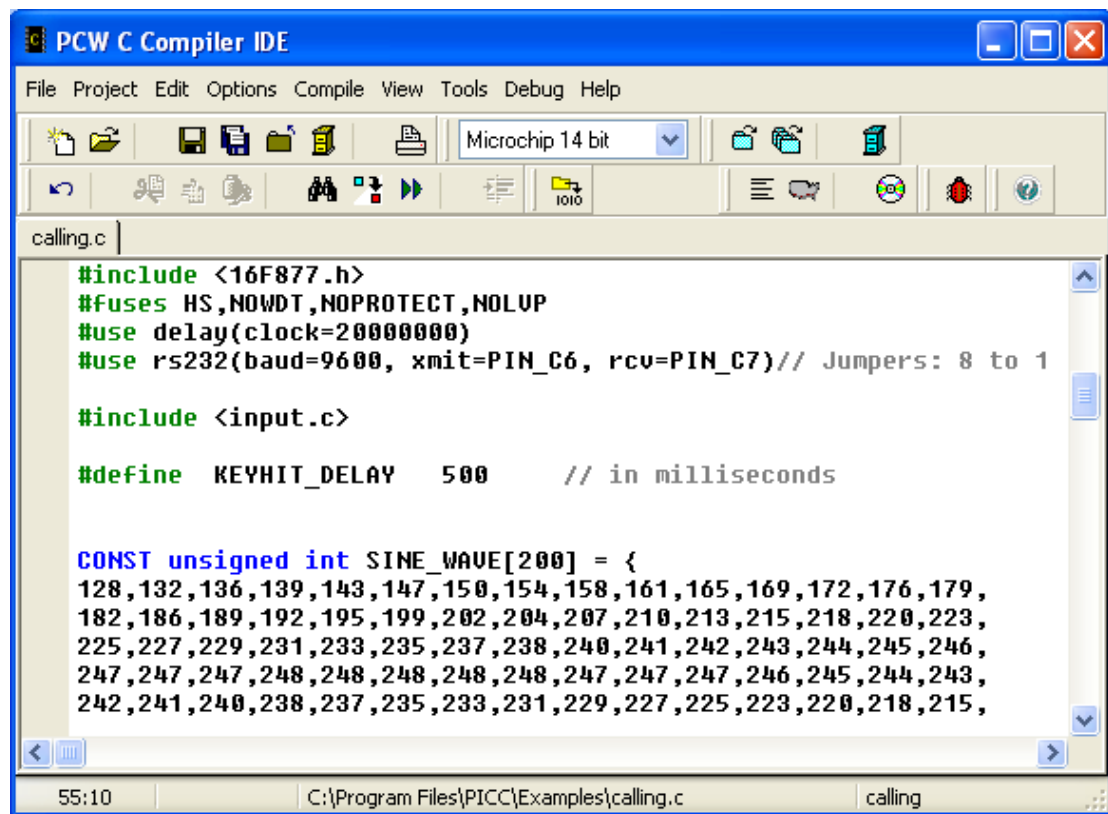 PCW C Compiler IDE
File Project Edit Options Compile View Tools Debug Help
Microchip 14 bit
1010
calling.c
#include <16F877.h>
#fuses HS,NOWDT,NOPROTECT,NOLVP
#use delay(clock=20000000)
#use rs232(baud=9600, xmit=PIN_C6, rcv=PIN_C7)// Jumpers: 8 to 1
#include <input.c>
#define  KEYHIT_DELAY   500     // in milliseconds
CONST unsigned int SINE_WAVE[200] = {
128,132,136,139,143,147,150,154,158,161,165,169,172,176,179,
182,186,189,192,195,199,202,204,207,210,213,215,218,220,223,
225,227,229,231,233,235,237,238,240,241,242,243,244,245,246,
247,247,247,248,248,248,248,248,247,247,247,246,245,244,243,
242,241,240,238,237,235,233,231,229,227,225,223,220,218,215,
55:10 C:\Program Files\PICC\Examples\calling.c calling